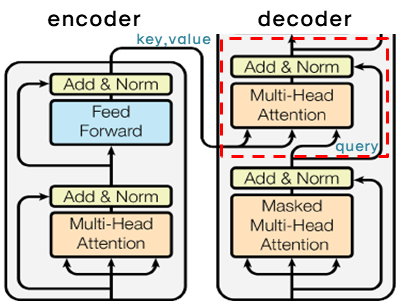 encoder
decoder
key,value
Add & Norm
Feed
Forward
Add & Norm
Multi-Head
Attention
Add & Norm
Multi-Head
Attention
query
Add & Norm
Masked
Multi-Head
Attention